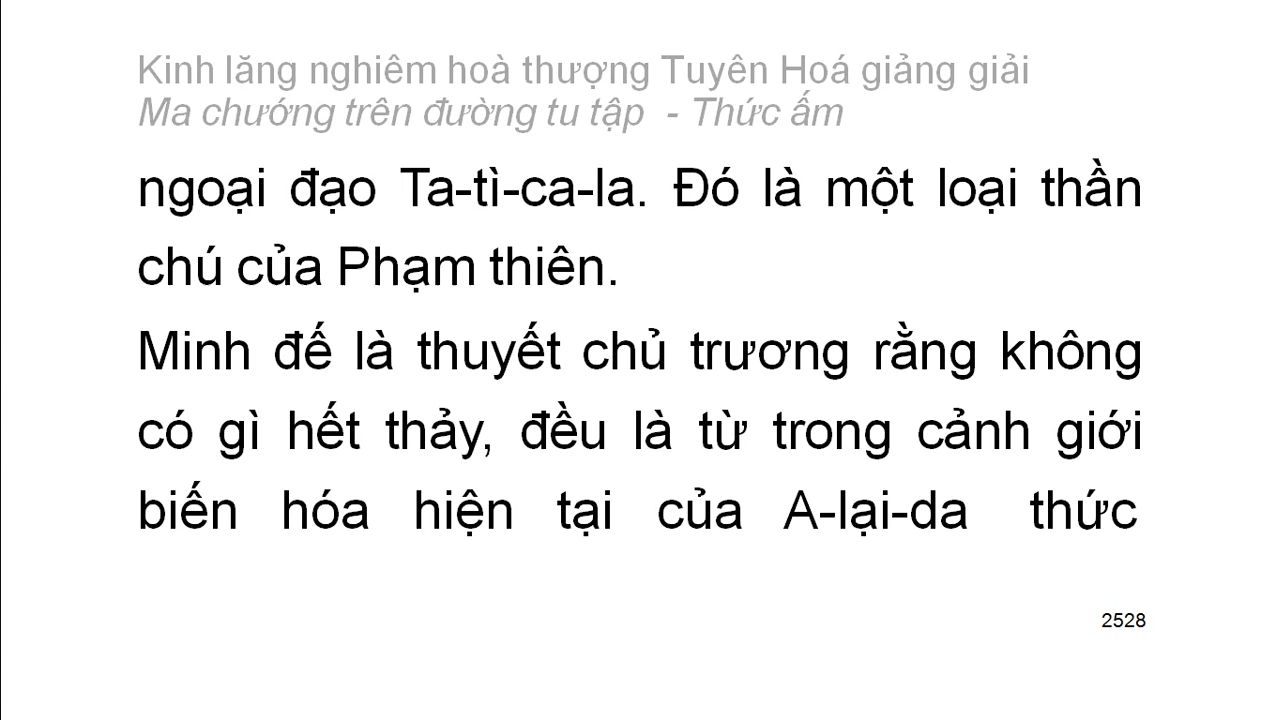 Kinh lăng nghiêm hoà thượng Tuyên Hoá giảng giải
Ma chướng trên đường tu tập - Thức ấm
ngoại đạo Ta-tì-ca-la. Đó là một loại thần
chú của Phạm thiên.
Minh đế là thuyết chủ trương rằng không
có gì hết thảy, đều là từ trong cảnh giới
biến hóa hiện tại của A-lại-da thức
2528